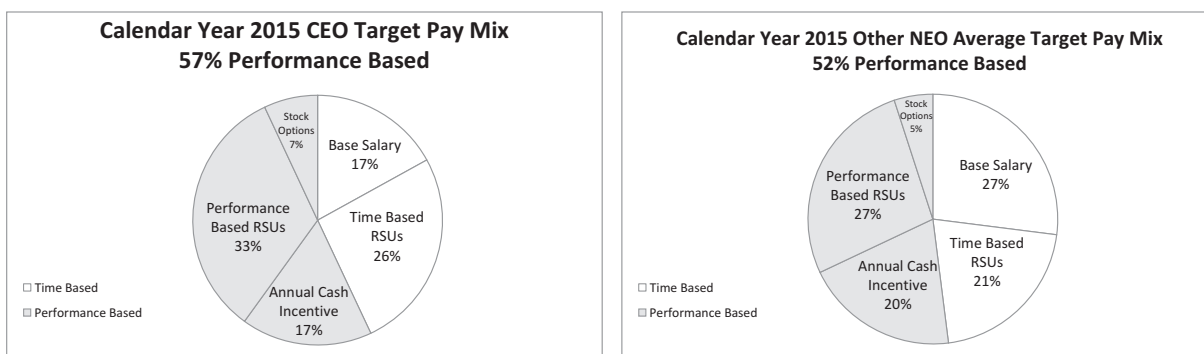 Calendar Year 2015 CEO Target Pay Mix
57% Performance Based
Stock
Options
7%
Base Salary
17%
Performance
Based RSUs
33%
Time Based
RSUs
26%
Annual Cash
Incentive
17%
Time Based
Performance Based
Calendar Year 2015 Other NEO Average Target Pay Mix
52% Performance Based
Stock
Options
5%
Base Salary
27%
Performance
Based RSUs
27%
Time Based
RSUs
21%
Annual Cash
Incentive
20%
Time Based
Performance Based